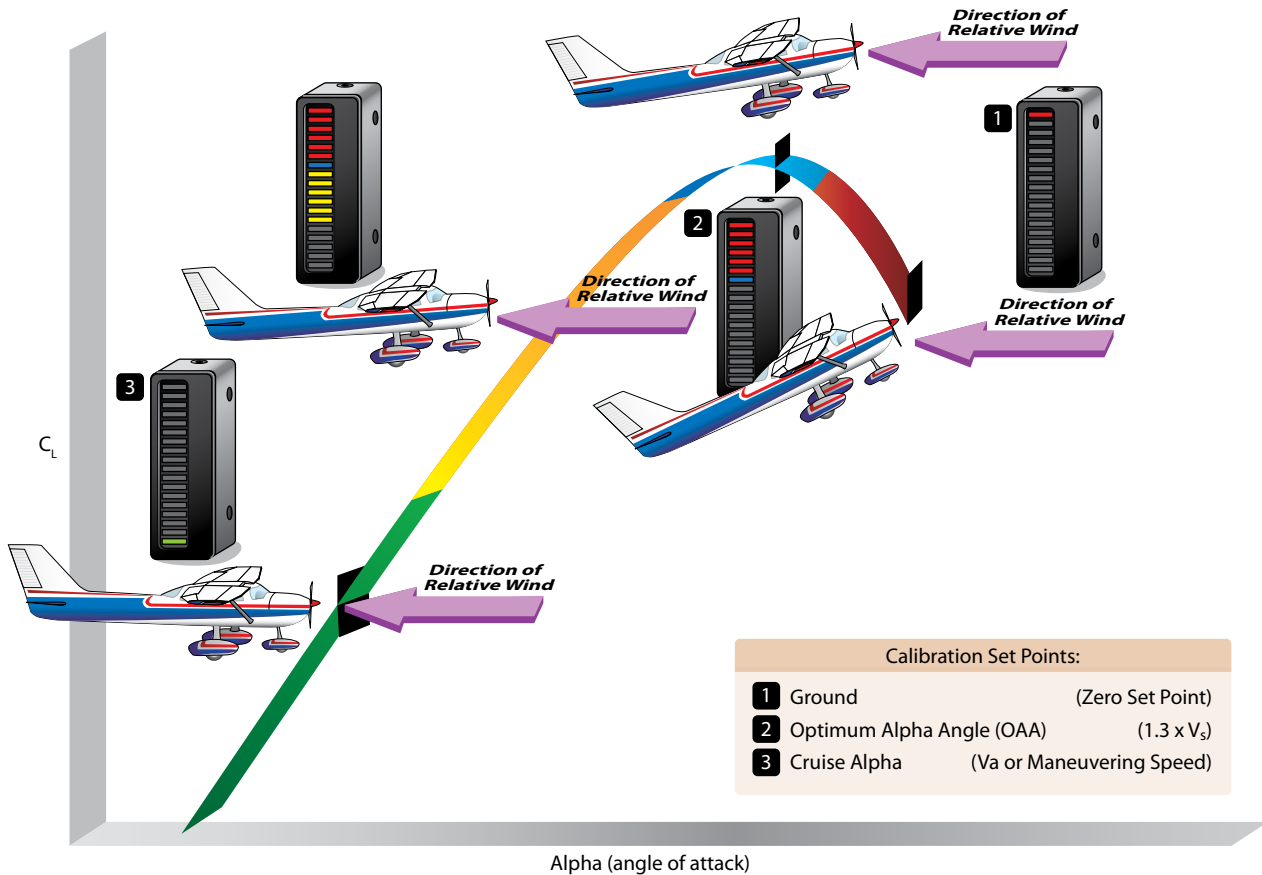 Direction of
Relative Wind
1
2
Direction of
Relative Wind
Direction of
Relative Wind
3
C_L
Direction of
Relative Wind
Calibration Set Points:
1 Ground (Zero Set Point)
2 Optimum Alpha Angle (OAA) (1.3 x Vₛ)
3 Cruise Alpha (Va or Maneuvering Speed)
Alpha (angle of attack)